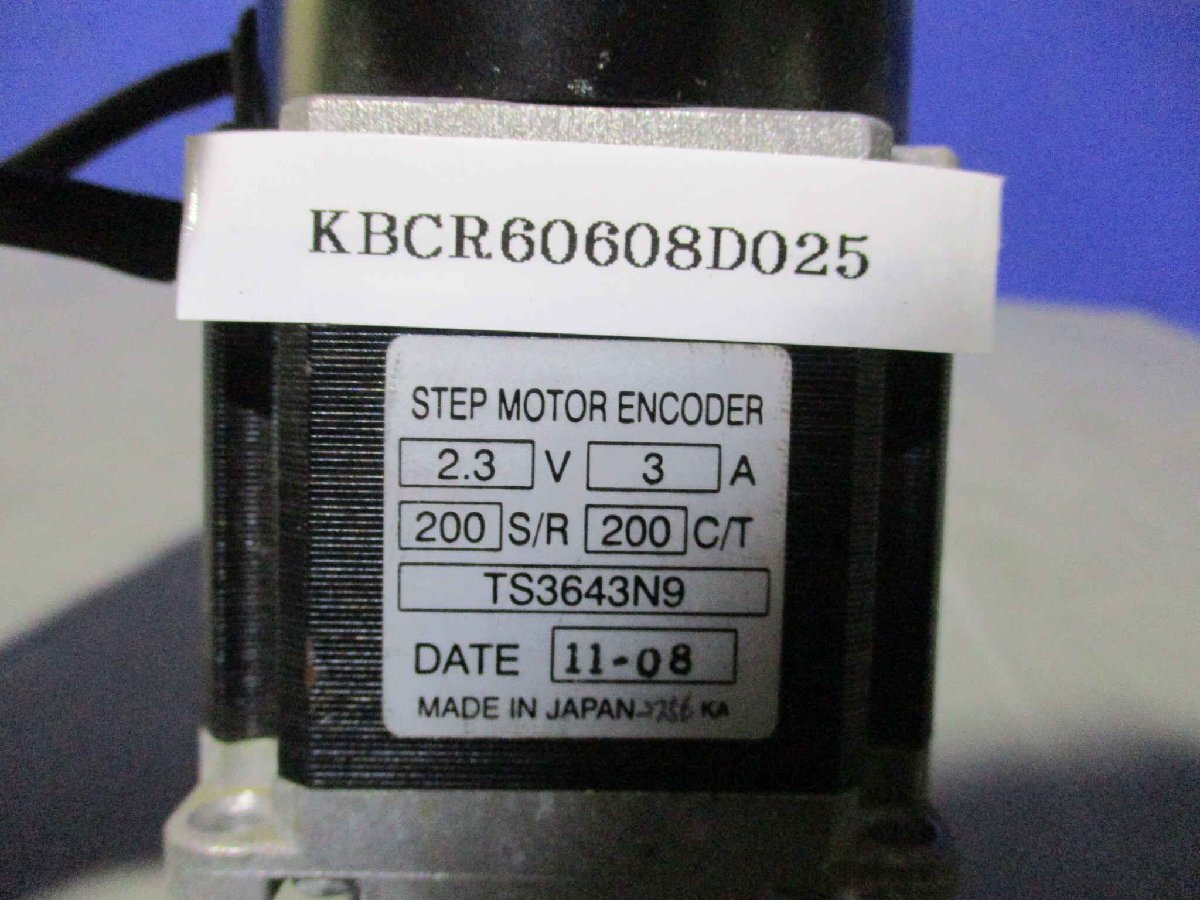 KBCR60608D025
STEP MOTOR ENCODER
2.3 V 3 A
200 S/R 200 C/T
TS3643N9
DATE 11-08
MADE IN JAPAN KA